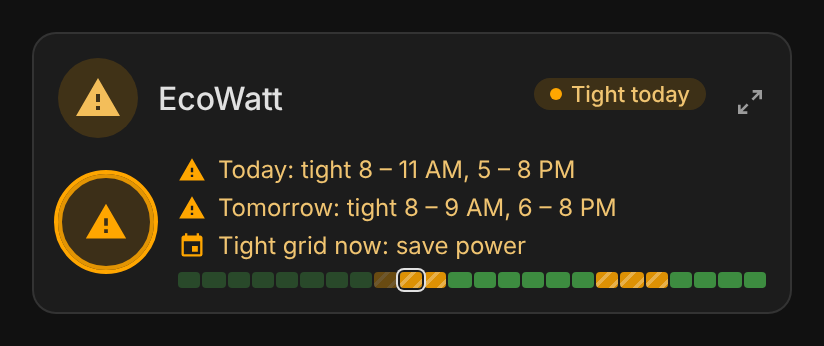 EcoWatt
Tight today
Today: tight 8 – 11 AM, 5 – 8 PM
Tomorrow: tight 8 – 9 AM, 6 – 8 PM
Tight grid now: save power